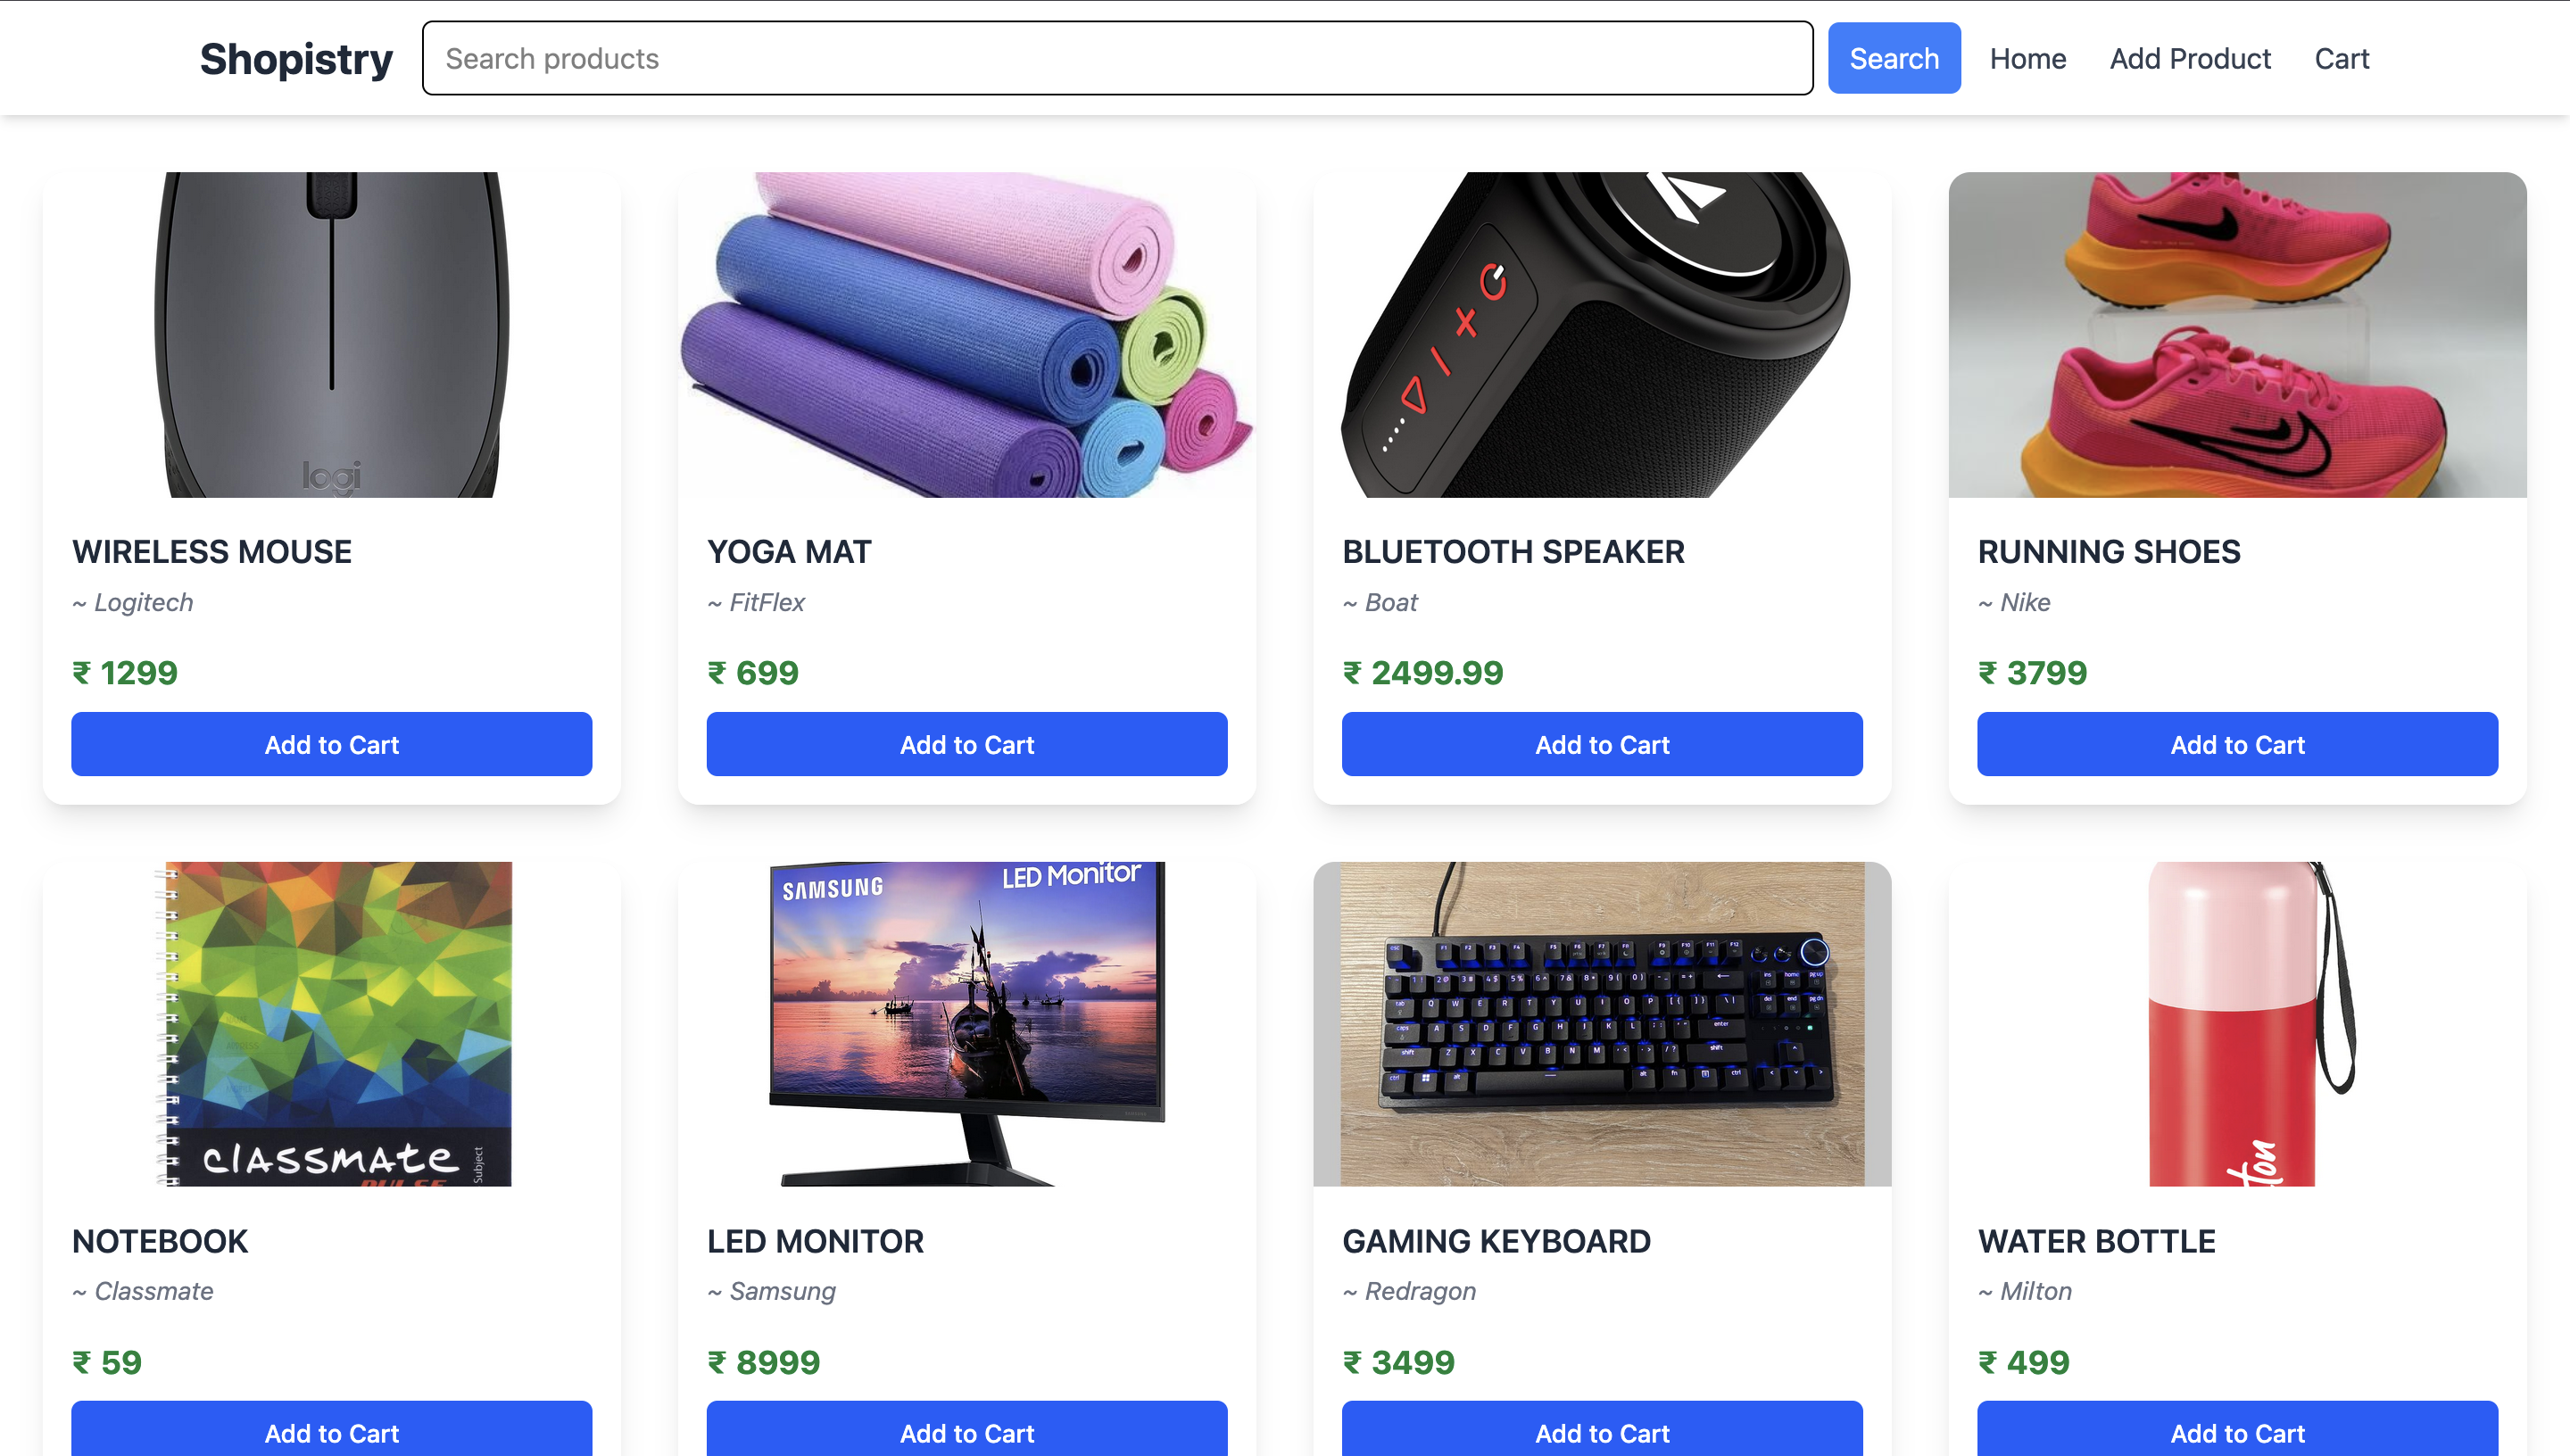 Shopistry
Search products
Search
Home
Add Product
Cart
logi
WIRELESS MOUSE
~ Logitech
₹ 1299
Add to Cart
YOGA MAT
~ FitFlex
₹ 699
Add to Cart
BLUETOOTH SPEAKER
~ Boat
₹ 2499.99
Add to Cart
RUNNING SHOES
~ Nike
₹ 3799
Add to Cart
classmate
PULSE
Subject
NOTEBOOK
~ Classmate
₹ 59
Add to Cart
SAMSUNG
LED Monitor
LED MONITOR
~ Samsung
₹ 8999
Add to Cart
GAMING KEYBOARD
~ Redragon
₹ 3499
Add to Cart
WATER BOTTLE
~ Milton
₹ 499
Add to Cart